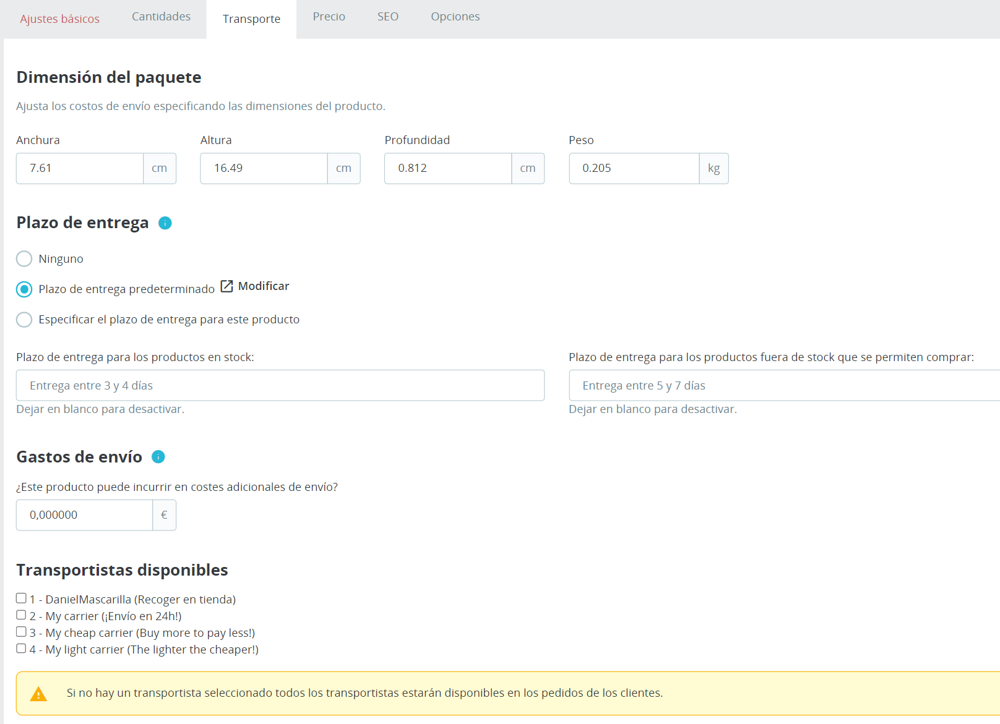 Ajustes básicos Cantidades Transporte Precio SEO Opciones
Dimensión del paquete
Ajusta los costos de envío especificando las dimensiones del producto.
Anchura Altura Profundidad Peso
7.61 cm 16.49 cm 0.812 cm 0.205 kg
Plazo de entrega
Ninguno
Plazo de entrega predeterminado Modificar
Especificar el plazo de entrega para este producto
Plazo de entrega para los productos en stock: Plazo de entrega para los productos fuera de stock que se permiten comprar:
Entrega entre 3 y 4 días Entrega entre 5 y 7 días
Dejar en blanco para desactivar. Dejar en blanco para desactivar.
Gastos de envío
¿Este producto puede incurrir en costes adicionales de envío?
0,000000 €
Transportistas disponibles
1 - DanielMascarilla (Recoger en tienda)
2 - My carrier (¡Envío en 24h!)
3 - My cheap carrier (Buy more to pay less!)
4 - My light carrier (The lighter the cheaper!)
Si no hay un transportista seleccionado todos los transportistas estarán disponibles en los pedidos de los clientes.